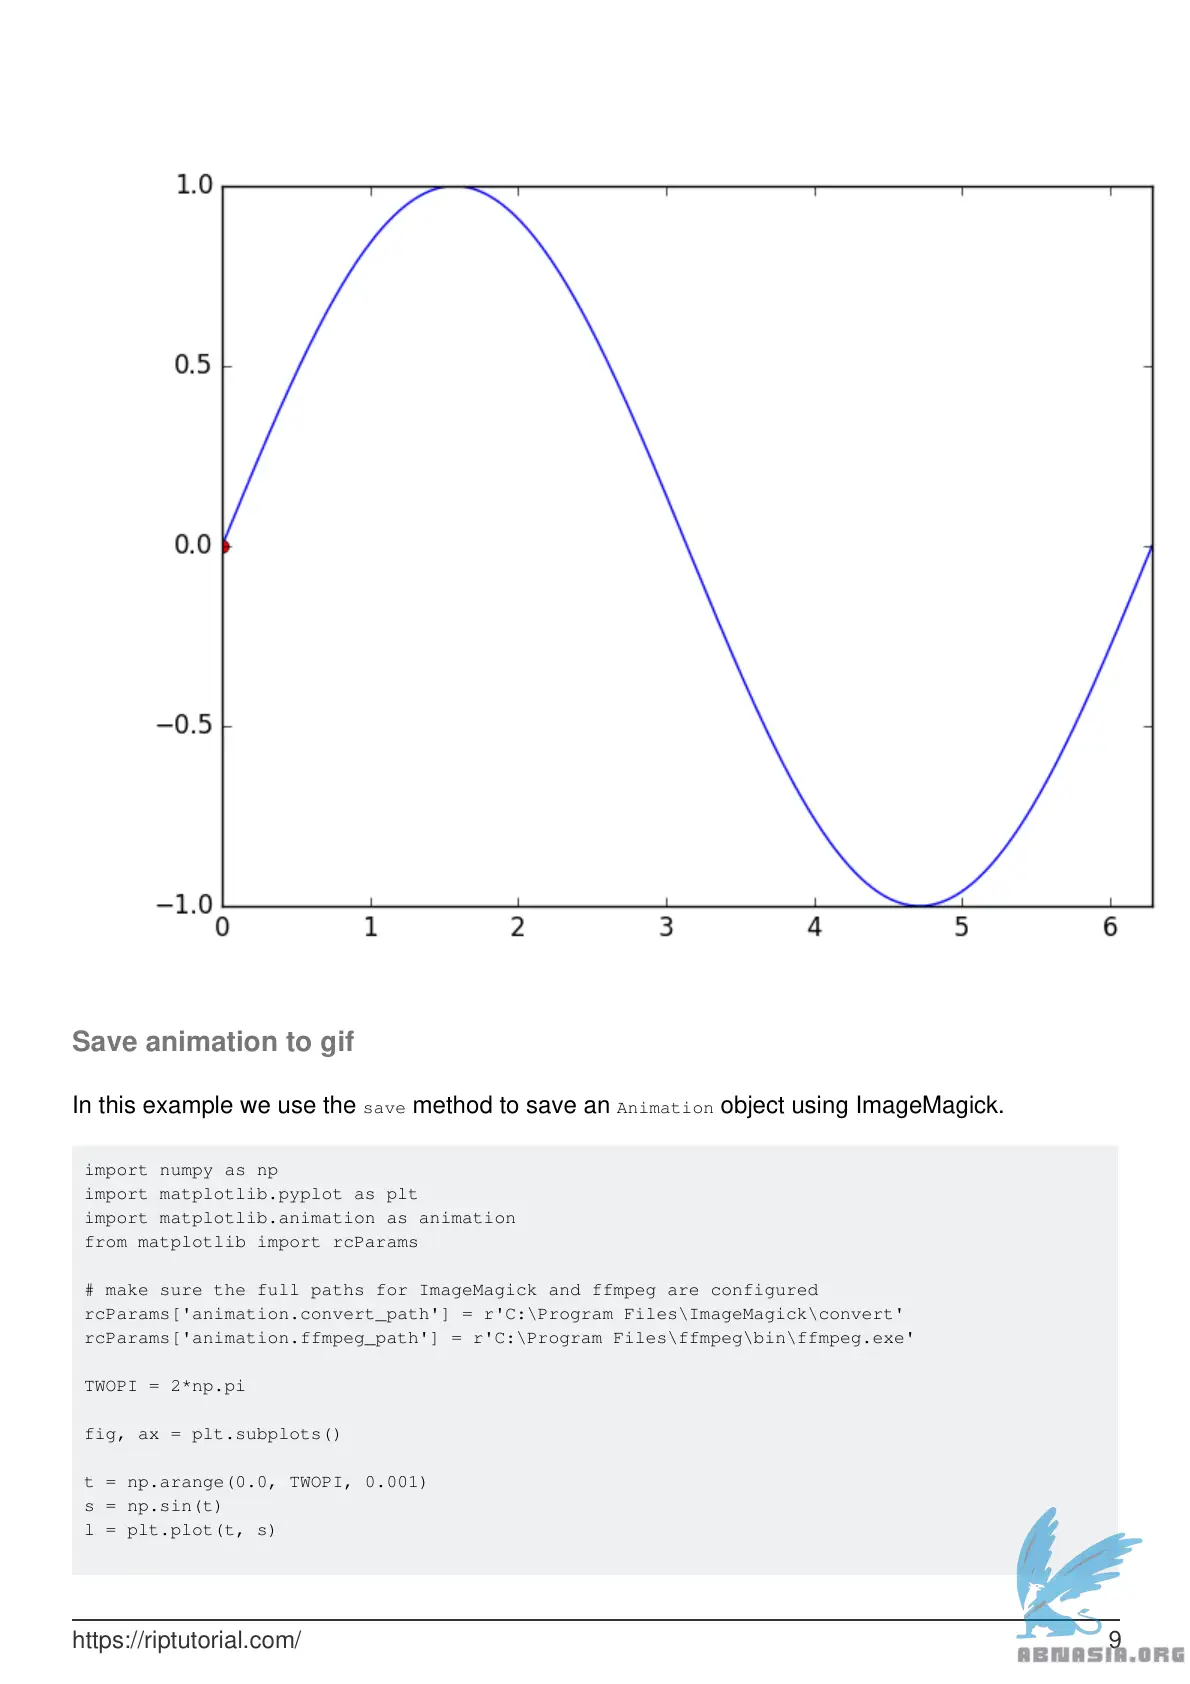 1.0
0.5
0.0
−0.5
−1.0
0 1 2 3 4 5 6
Save animation to gif
In this example we use the save method to save an Animation object using ImageMagick.
import numpy as np
import matplotlib.pyplot as plt
import matplotlib.animation as animation
from matplotlib import rcParams
# make sure the full paths for ImageMagick and ffmpeg are configured
rcParams['animation.convert_path'] = r'C:\Program Files\ImageMagick\convert'
rcParams['animation.ffmpeg_path'] = r'C:\Program Files\ffmpeg\bin\ffmpeg.exe'
TWOPI = 2*np.pi
fig, ax = plt.subplots()
t = np.arange(0.0, TWOPI, 0.001)
s = np.sin(t)
l = plt.plot(t, s)
https://riptutorial.com/ 9
ABMASIA.ORG